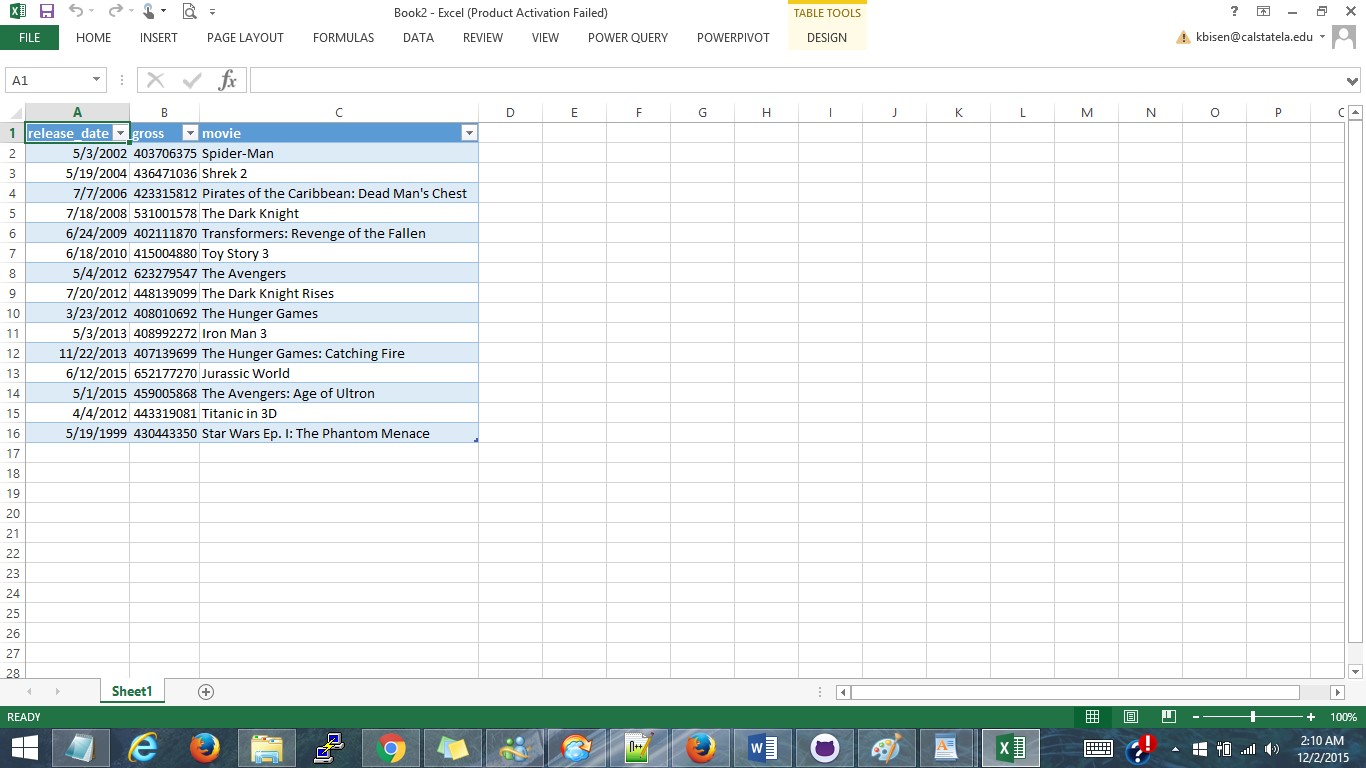 Book2 - Excel (Product Activation Failed)
TABLE TOOLS
?
FILE HOME INSERT PAGE LAYOUT FORMULAS DATA REVIEW VIEW POWER QUERY POWERPIVOT DESIGN kbisen@calstatela.edu
A1 fx
A B C D E F G H I J K L M N O P
1 release_date gross movie
2 5/3/2002 403706375 Spider-Man
3 5/19/2004 436471036 Shrek 2
4 7/7/2006 423315812 Pirates of the Caribbean: Dead Man's Chest
5 7/18/2008 531001578 The Dark Knight
6 6/24/2009 402111870 Transformers: Revenge of the Fallen
7 6/18/2010 415004880 Toy Story 3
8 5/4/2012 623279547 The Avengers
9 7/20/2012 448139099 The Dark Knight Rises
10 3/23/2012 408010692 The Hunger Games
11 5/3/2013 408992272 Iron Man 3
12 11/22/2013 407139699 The Hunger Games: Catching Fire
13 6/12/2015 652177270 Jurassic World
14 5/1/2015 459005868 The Avengers: Age of Ultron
15 4/4/2012 443319081 Titanic in 3D
16 5/19/1999 430443350 Star Wars Ep. I: The Phantom Menace
17
18
19
20
21
22
23
24
25
26
27
28
Sheet1
READY 100%
2:10 AM
12/2/2015